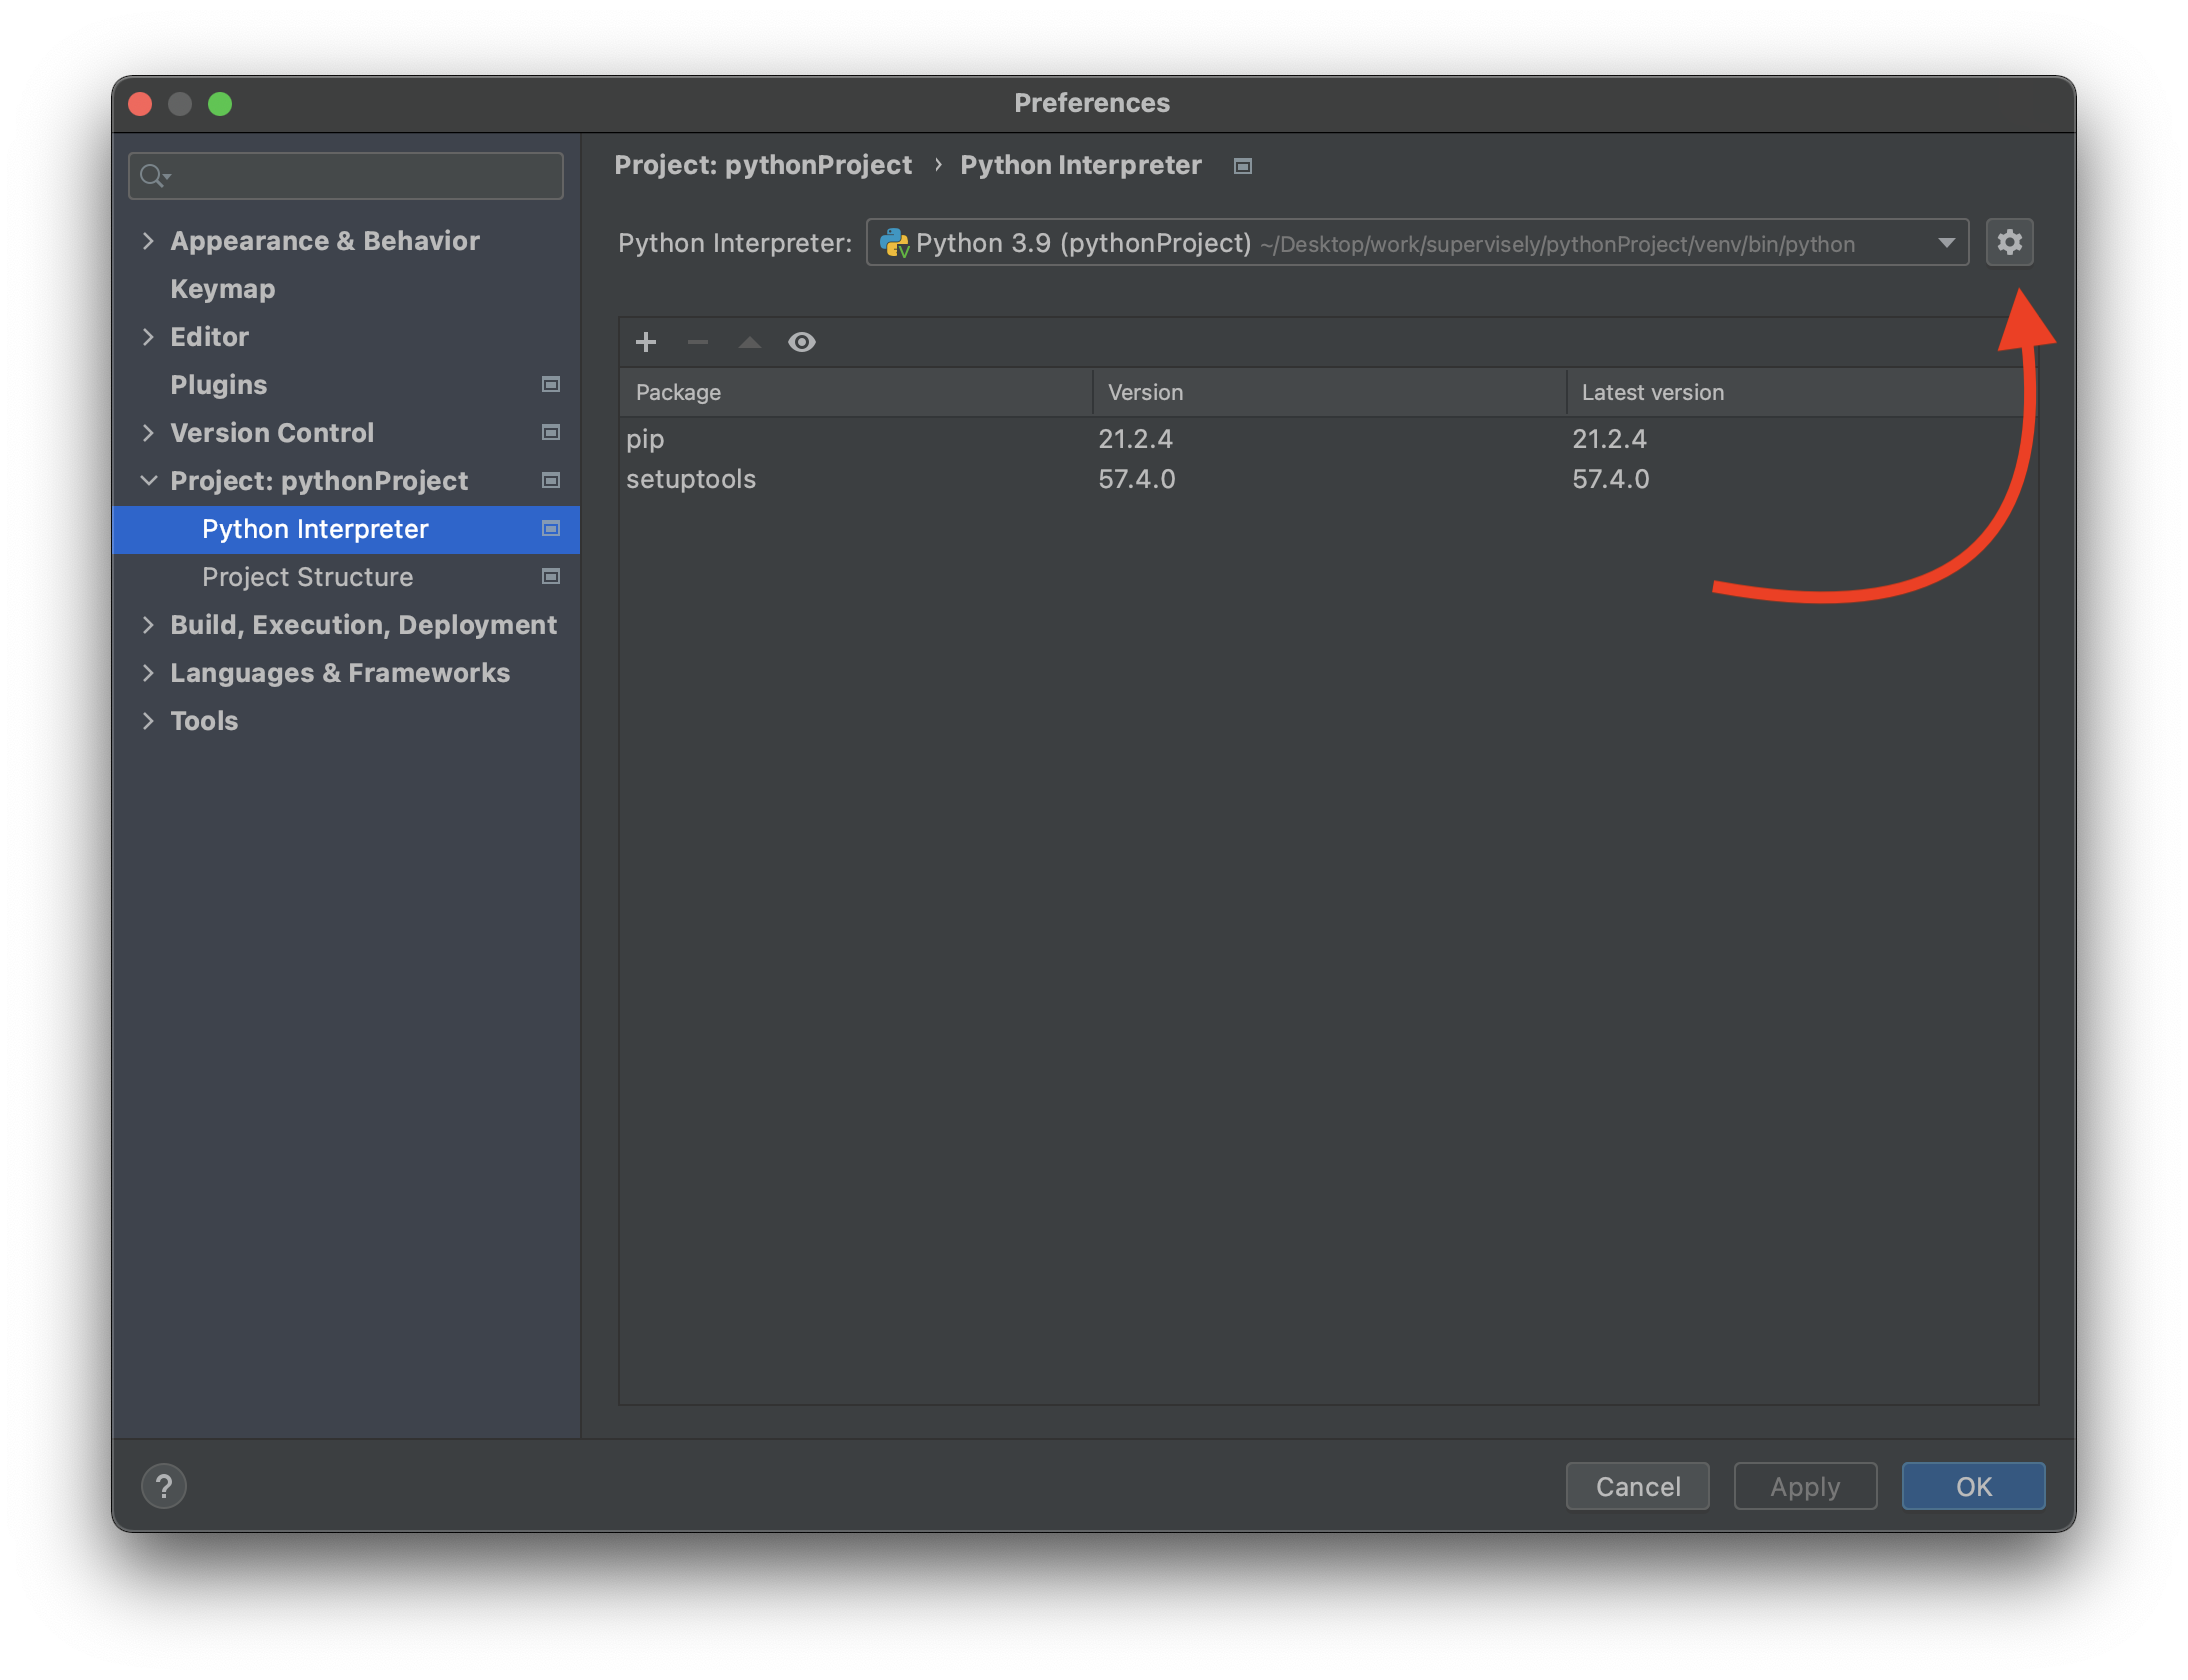 Preferences
Appearance & Behavior
Keymap
Editor
Plugins
Version Control
Project: pythonProject
Python Interpreter
Project Structure
Build, Execution, Deployment
Languages & Frameworks
Tools
Project: pythonProject › Python Interpreter
Python Interpreter: Python 3.9 (pythonProject) ~/Desktop/work/supervisely/pythonProject/venv/bin/python
Package Version Latest version
pip 21.2.4 21.2.4
setuptools 57.4.0 57.4.0
? Cancel Apply OK